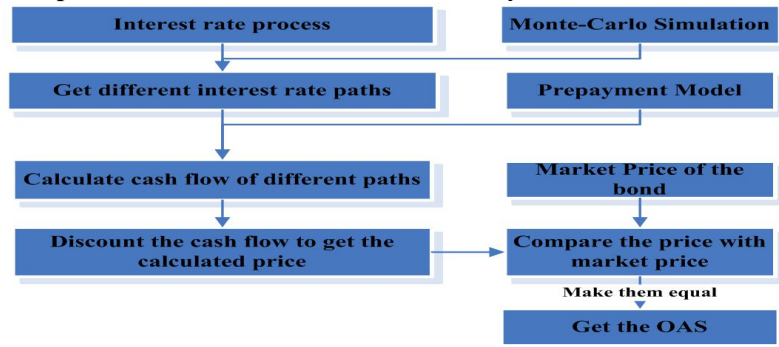 Interest rate process
Monte-Carlo Simulation
Get different interest rate paths
Prepayment Model
Calculate cash flow of different paths
Market Price of the
bond
Discount the cash flow to get the
calculated price
Compare the price with
market price
Make them equal
Get the OAS